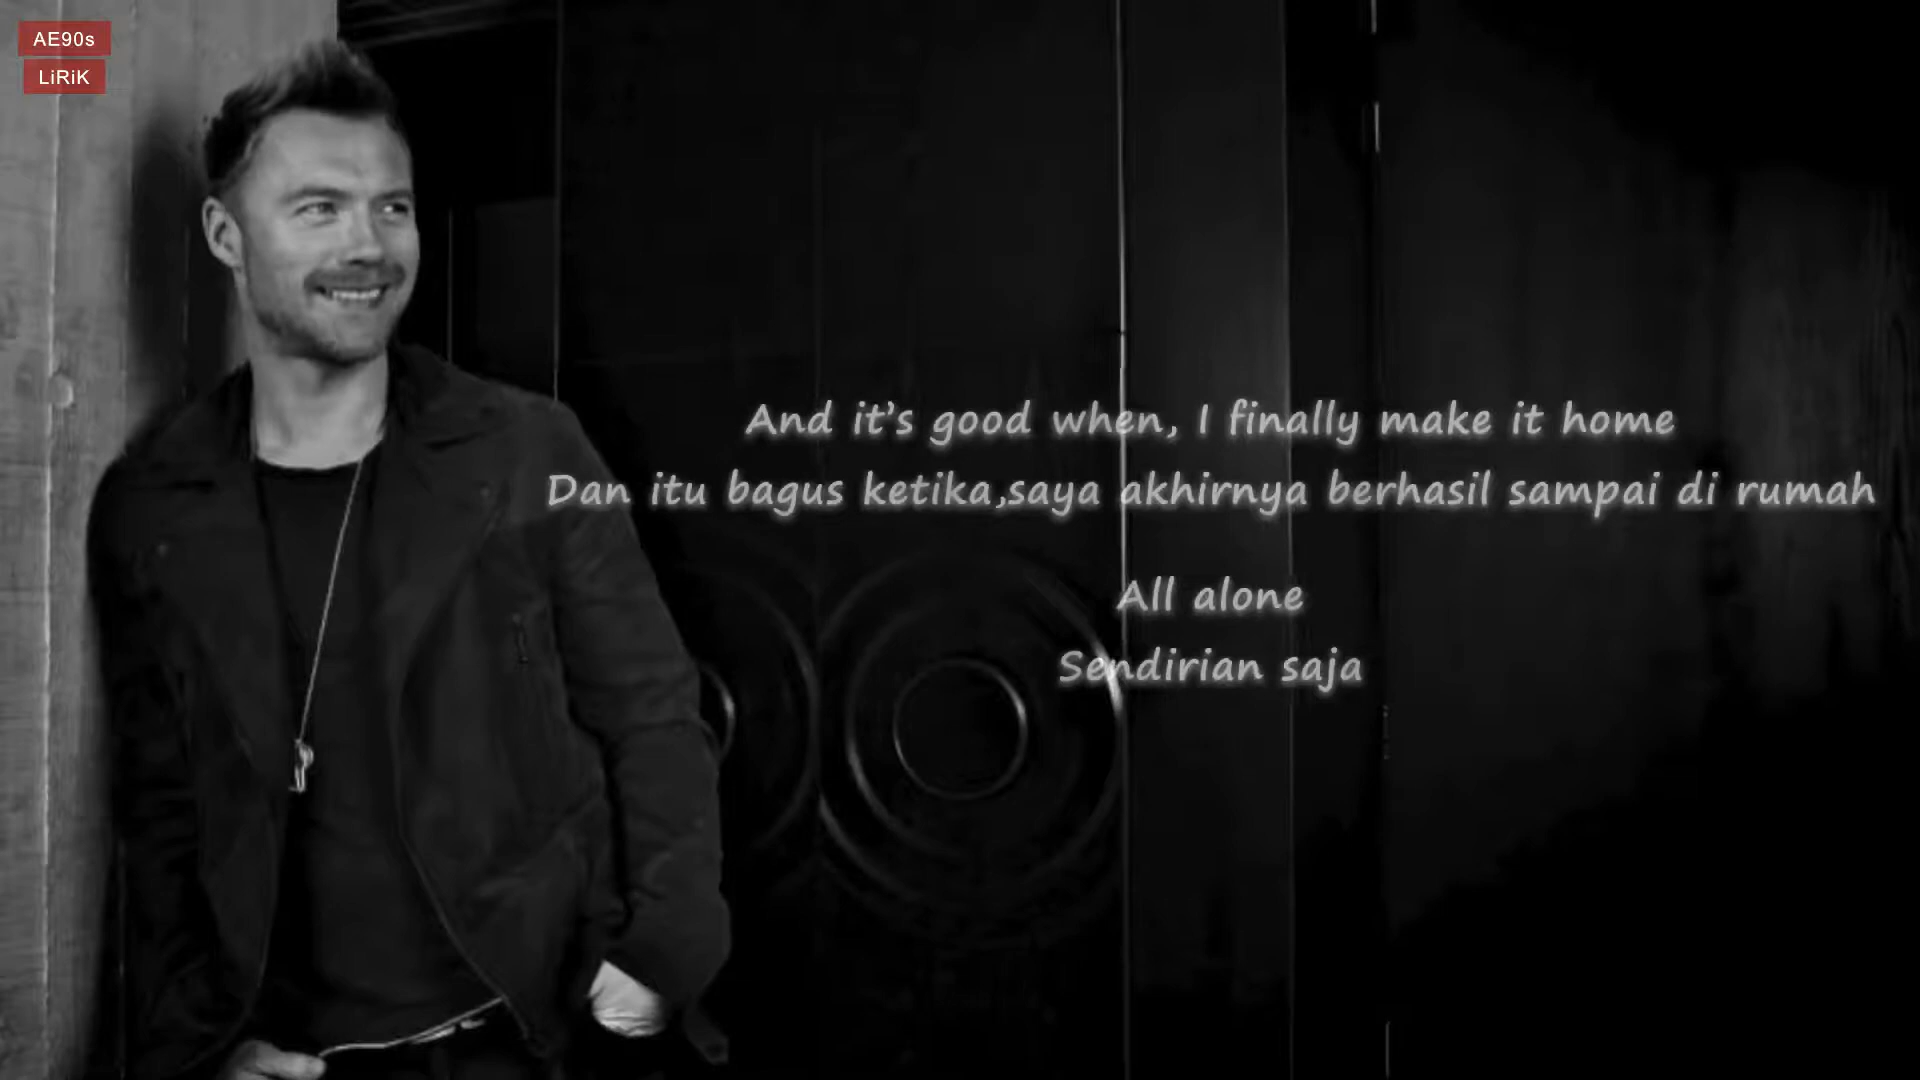 AE90s
LiRiK
And it's good when, I finally make it home
Dan itu bagus ketika,saya akhirnya berhasil sampai di rumah
All alone
Sendirian saja